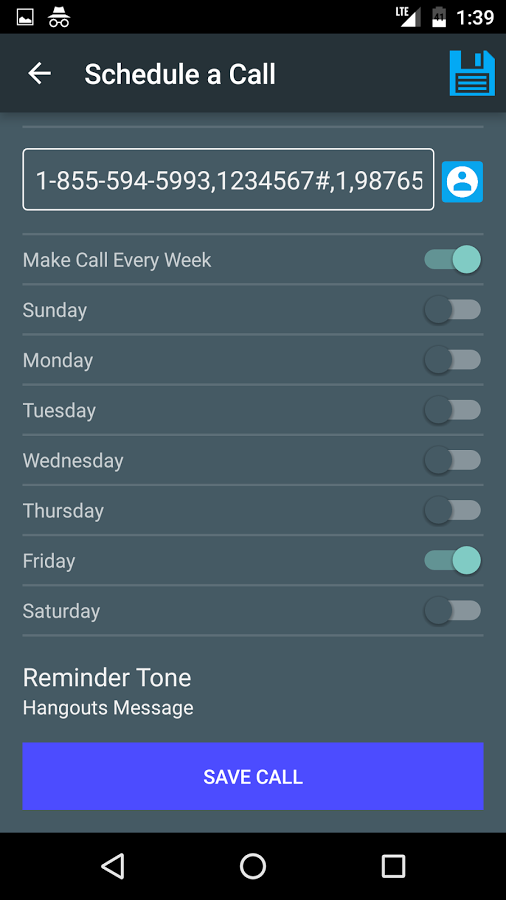 LTE 41 1:39
Schedule a Call
1-855-594-5993,1234567#,1,98765
Make Call Every Week
Sunday
Monday
Tuesday
Wednesday
Thursday
Friday
Saturday
Reminder Tone
Hangouts Message
SAVE CALL